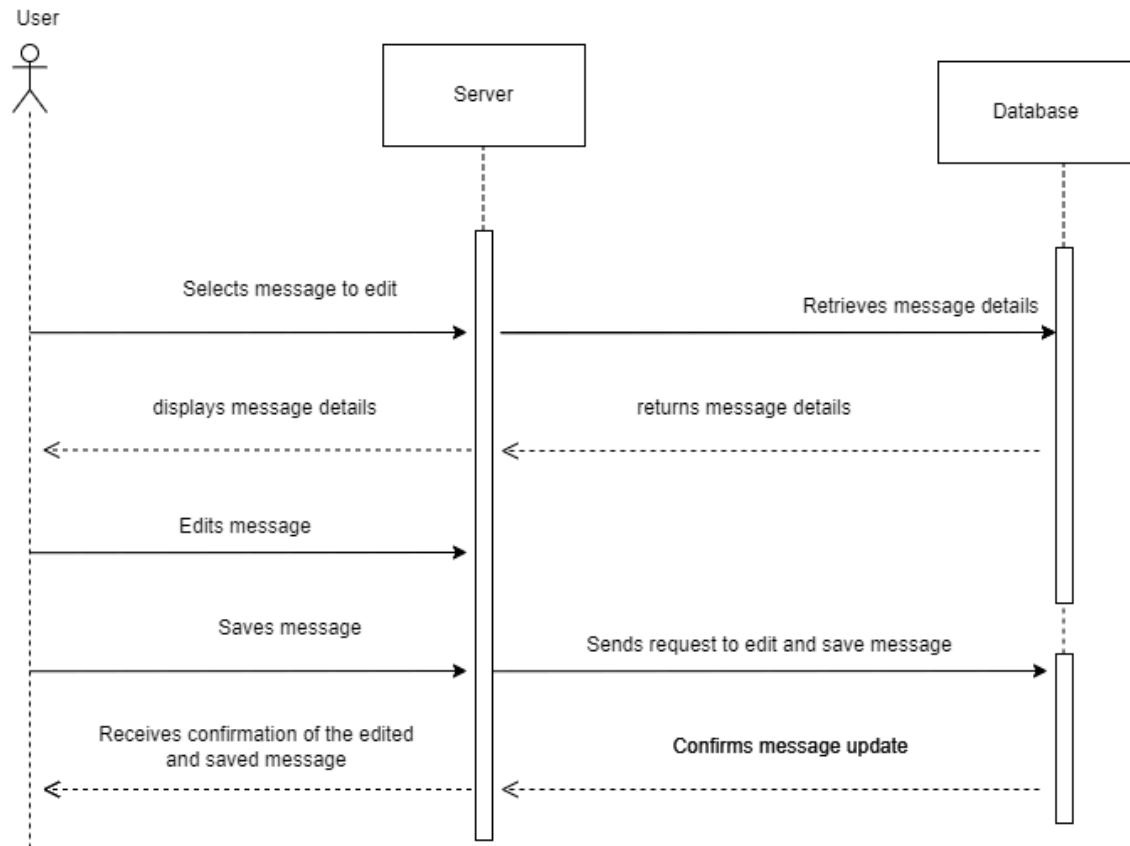 User
Server
Database
Selects message to edit
Retrieves message details
displays message details
returns message details
Edits message
Saves message
Sends request to edit and save message
Receives confirmation of the edited
and saved message
Confirms message update